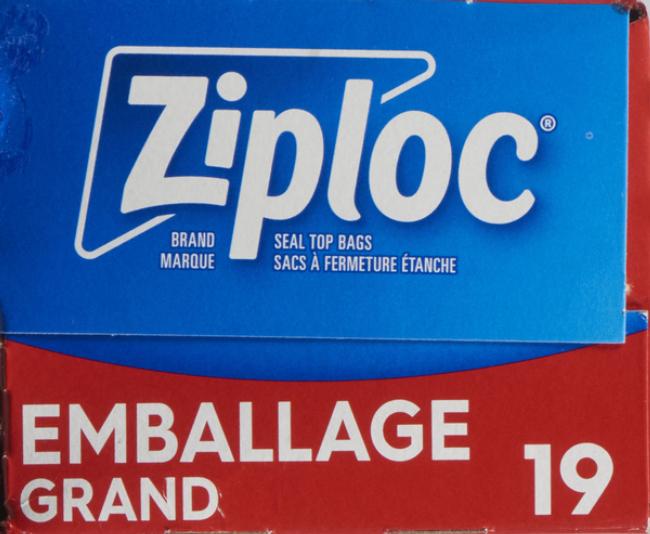 Ziploc®
BRAND SEAL TOP BAGS
MARQUE SACS À FERMETURE ÉTANCHE
EMBALLAGE
GRAND 19